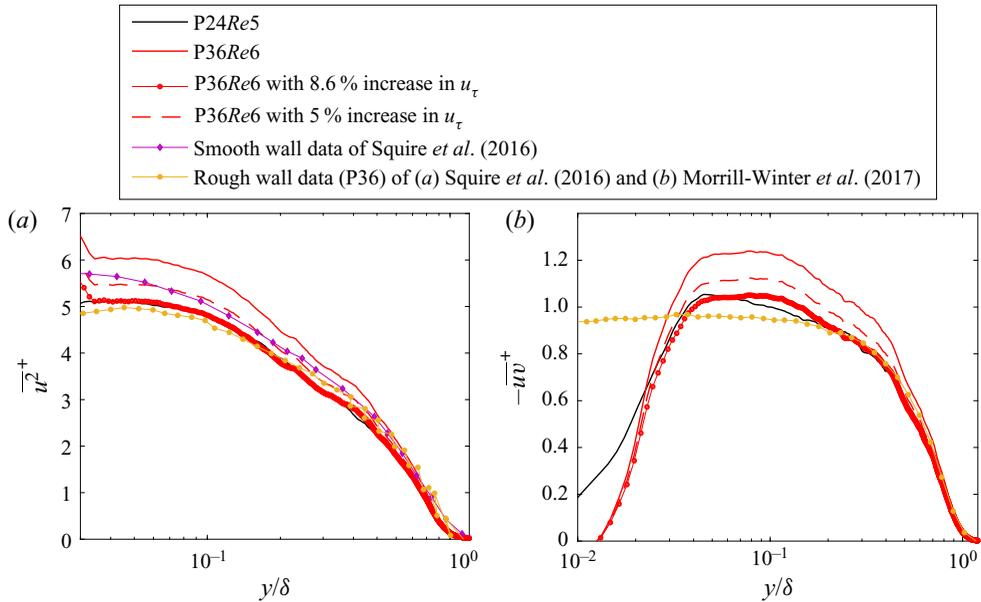 P24Re5
P36Re6
P36Re6 with 8.6 % increase in uτ
P36Re6 with 5 % increase in uτ
Smooth wall data of Squire et al. (2016)
Rough wall data (P36) of (a) Squire et al. (2016) and (b) Morrill-Winter et al. (2017)
(a)
7
6
5
4
3
2
1
0
u²⁺
10⁻¹
10⁰
y/δ
(b)
1.2
1.0
0.8
0.6
0.4
0.2
0
−uv⁺
10⁻²
10⁻¹
10⁰
y/δ